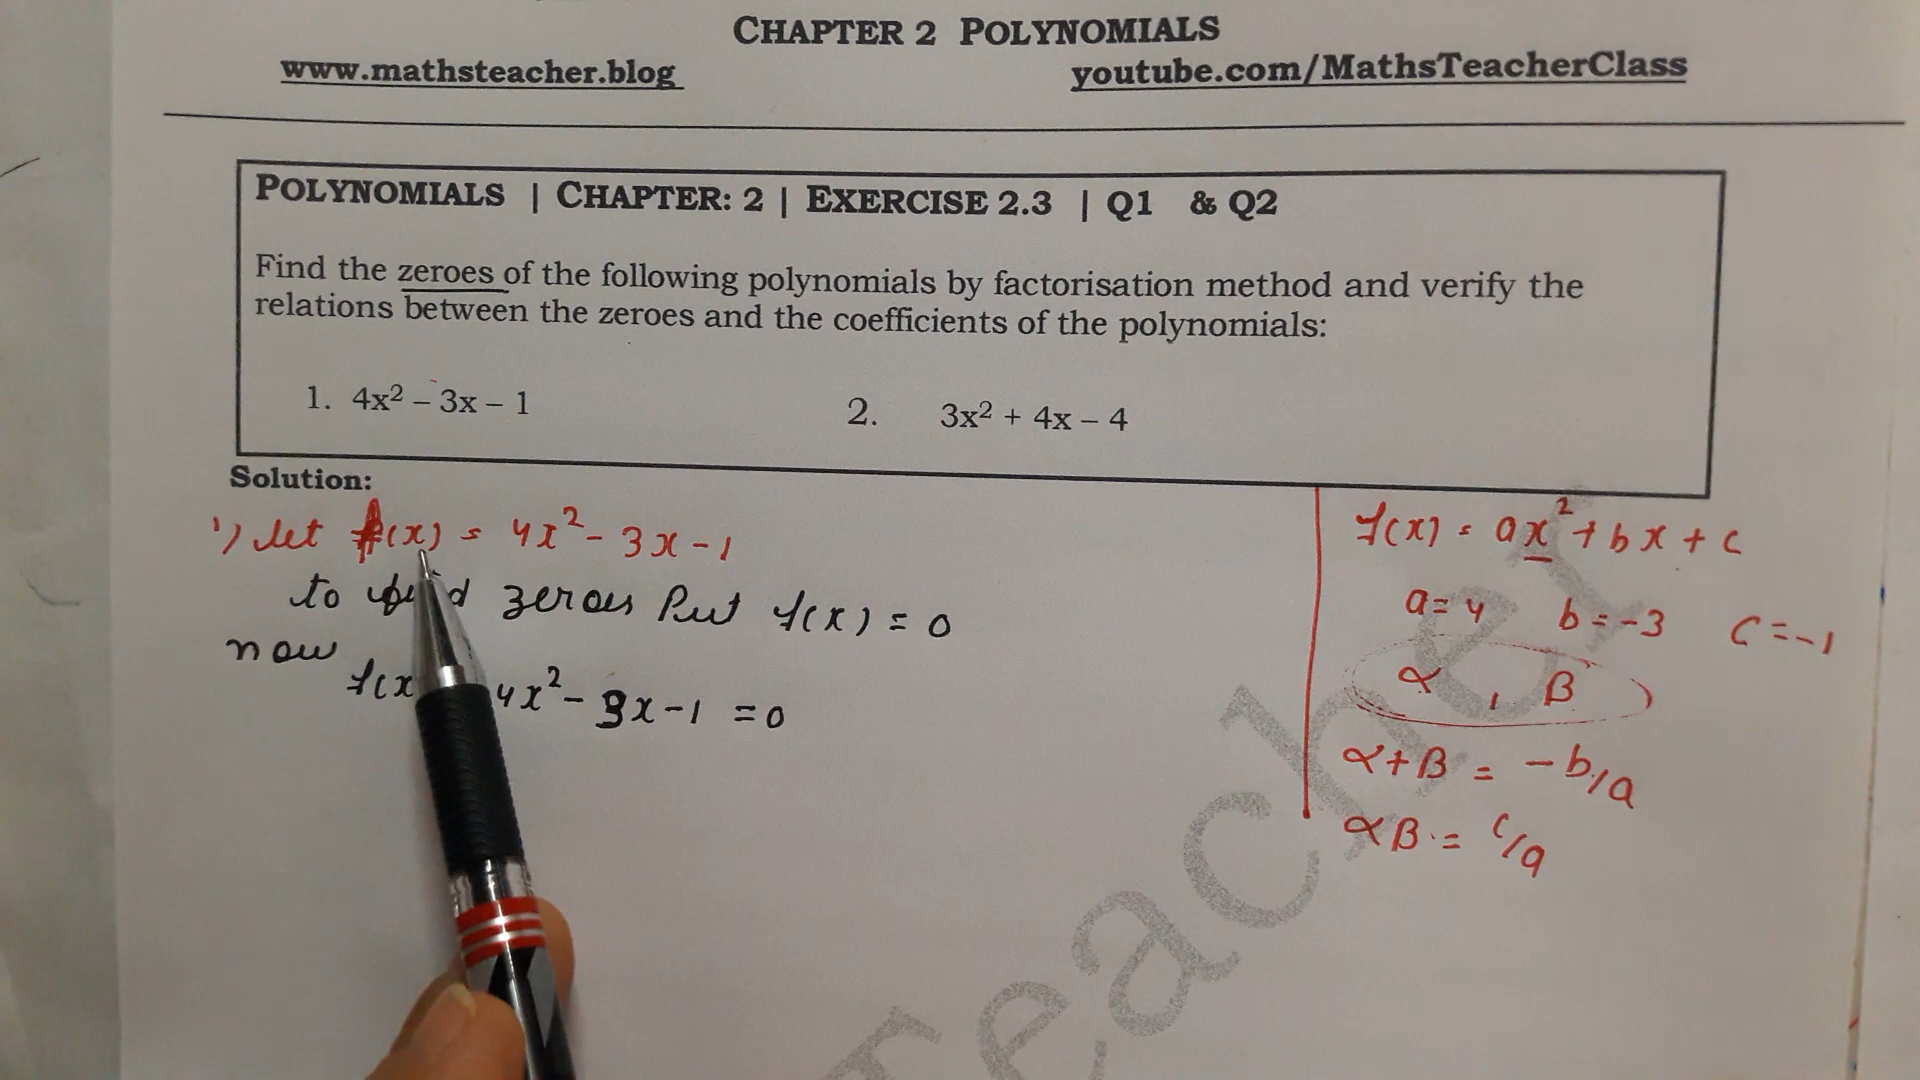 CHAPTER 2 POLYNOMIALS
www.mathsteacher.blog youtube.com/MathsTeacherClass
POLYNOMIALS | CHAPTER: 2 | EXERCISE 2.3 | Q1 & Q2
Find the zeroes of the following polynomials by factorisation method and verify the
relations between the zeroes and the coefficients of the polynomials:
1. 4x² – 3x – 1 2. 3x² + 4x – 4
Solution:
1) let f(x) = 4x² - 3x - 1
to find zeroes Put f(x) = 0
now
f(x 4x² - 3x - 1 = 0
f(x) = ax² + bx + c
a = 4 b = -3 c = -1
α , β
α + β = -b/a
αβ = c/a
eacher